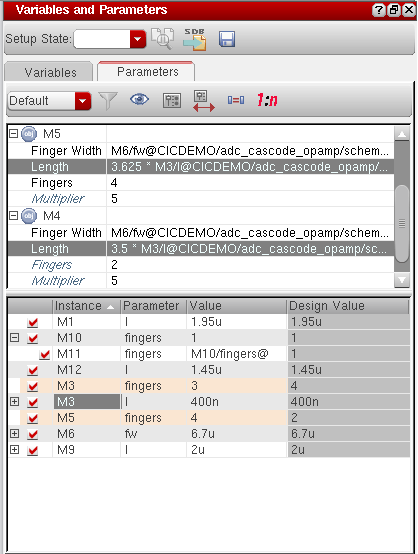 Variables and Parameters
Setup State: SDB
Variables Parameters
Default 1:n
M5
Finger Width M6/fw@CICDEMO/adc_cascode_opamp/schem...
Length 3.625 * M3/l@CICDEMO/adc_cascode_opamp/...
Fingers 4
Multiplier 5
M4
Finger Width M6/fw@CICDEMO/adc_cascode_opamp/schem...
Length 3.5 * M3/l@CICDEMO/adc_cascode_opamp/sc...
Fingers 2
Multiplier 5
Instance Parameter Value Design Value
M1 l 1.95u 1.95u
M10 fingers 1 1
M11 fingers M10/fingers@ 1
M12 l 1.45u 1.45u
M3 fingers 3 4
M3 l 400n 400n
M5 fingers 4 2
M6 fw 6.7u 6.7u
M9 l 2u 2u